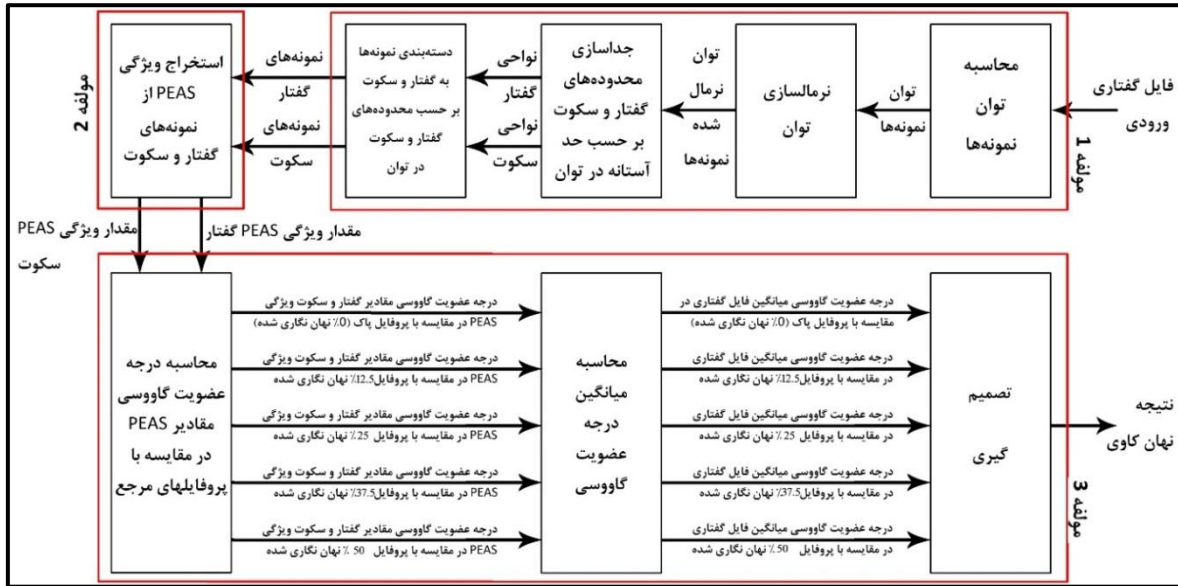 فایل گفتاری
ورودی
مولفه 1
محاسبه
توان
نمونه‌ها
توان
نمونه‌ها
نرمالسازی
توان
توان
نرمال
شده
نمونه‌ها
جداسازی
محدوده‌های
گفتار و سکوت
بر حسب حد
آستانه در توان
نواحی
گفتار
نواحی
سکوت
دسته‌بندی نمونه‌ها
به گفتار و سکوت
بر حسب محدوده‌های
گفتار و سکوت
در توان
نمونه‌های
گفتار
نمونه‌های
سکوت
استخراج ویژگی
PEAS از
نمونه‌های
گفتار و سکوت
مولفه 2
مقدار ویژگی PEAS گفتار
مقدار ویژگی PEAS
سکوت
محاسبه درجه
عضویت گاووسی
مقادیر PEAS
در مقایسه با
پروفایلهای مرجع
درجه عضویت گاووسی مقادیر گفتار و سکوت ویژگی
PEAS در مقایسه با پروفایل پاک (0٪ نهان نگاری شده)
درجه عضویت گاووسی مقادیر گفتار و سکوت ویژگی
PEAS در مقایسه با پروفایل12.5٪ نهان نگاری شده
درجه عضویت گاووسی مقادیر گفتار و سکوت ویژگی
PEAS در مقایسه با پروفایل 25٪ نهان نگاری شده
درجه عضویت گاووسی مقادیر گفتار و سکوت ویژگی
PEAS در مقایسه با پروفایل37.5٪ نهان نگاری شده
درجه عضویت گاووسی مقادیر گفتار و سکوت ویژگی
PEAS در مقایسه با پروفایل 50 ٪ نهان نگاری شده
محاسبه
میانگین
درجه
عضویت
گاووسی
درجه عضویت گاووسی میانگین فایل گفتاری در
مقایسه با پروفایل پاک (0٪ نهان نگاری شده)
درجه عضویت گاووسی میانگین فایل گفتاری
در مقایسه با پروفایل12.5٪ نهان نگاری شده
درجه عضویت گاووسی میانگین فایل گفتاری
در مقایسه با پروفایل 25٪ نهان نگاری شده
درجه عضویت گاووسی میانگین فایل گفتاری
در مقایسه با پروفایل37.5٪ نهان نگاری شده
درجه عضویت گاووسی میانگین فایل گفتاری
در مقایسه با پروفایل 50 ٪ نهان نگاری شده
تصمیم
گیری
مولفه 3
نتیجه
نهان کاوی